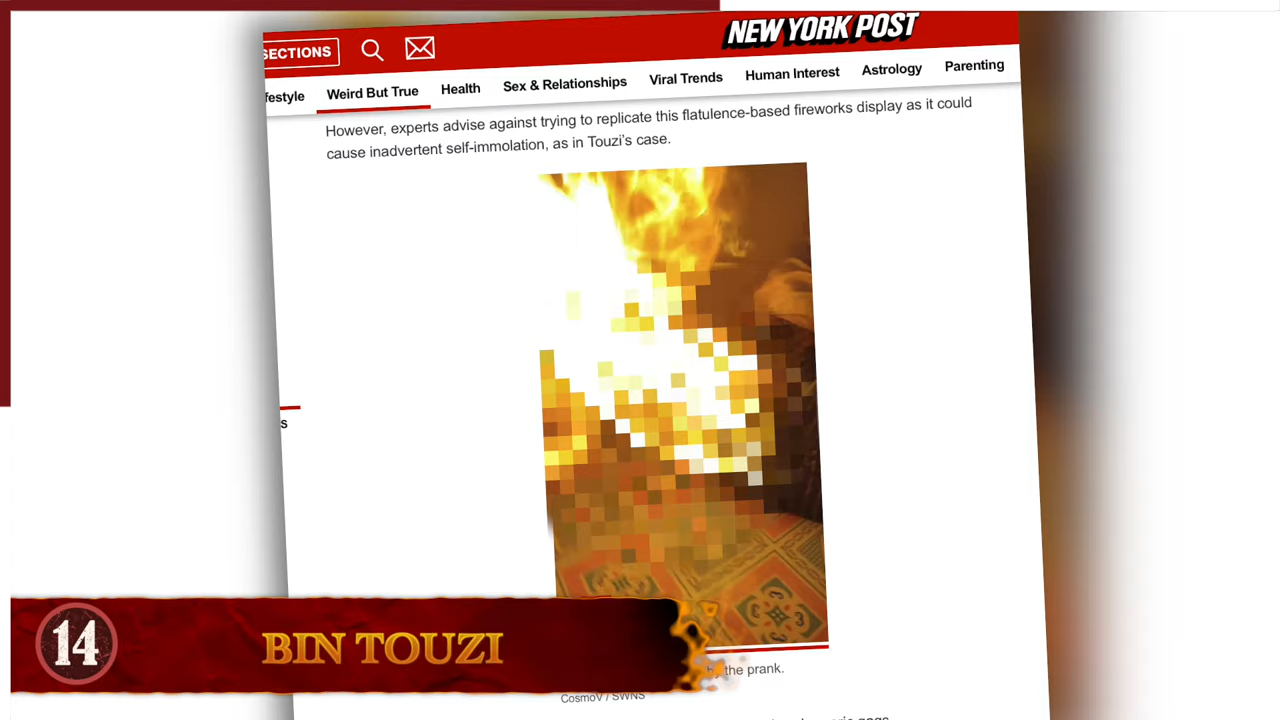 SECTIONS
NEW YORK POST
festyle Weird But True Health Sex & Relationships Viral Trends Human Interest Astrology Parenting
However, experts advise against trying to replicate this flatulence-based fireworks display as it could
cause inadvertent self-immolation, as in Touzi's case.
s
14
BIN TOUZI
the prank.
CosmoV / SWNS